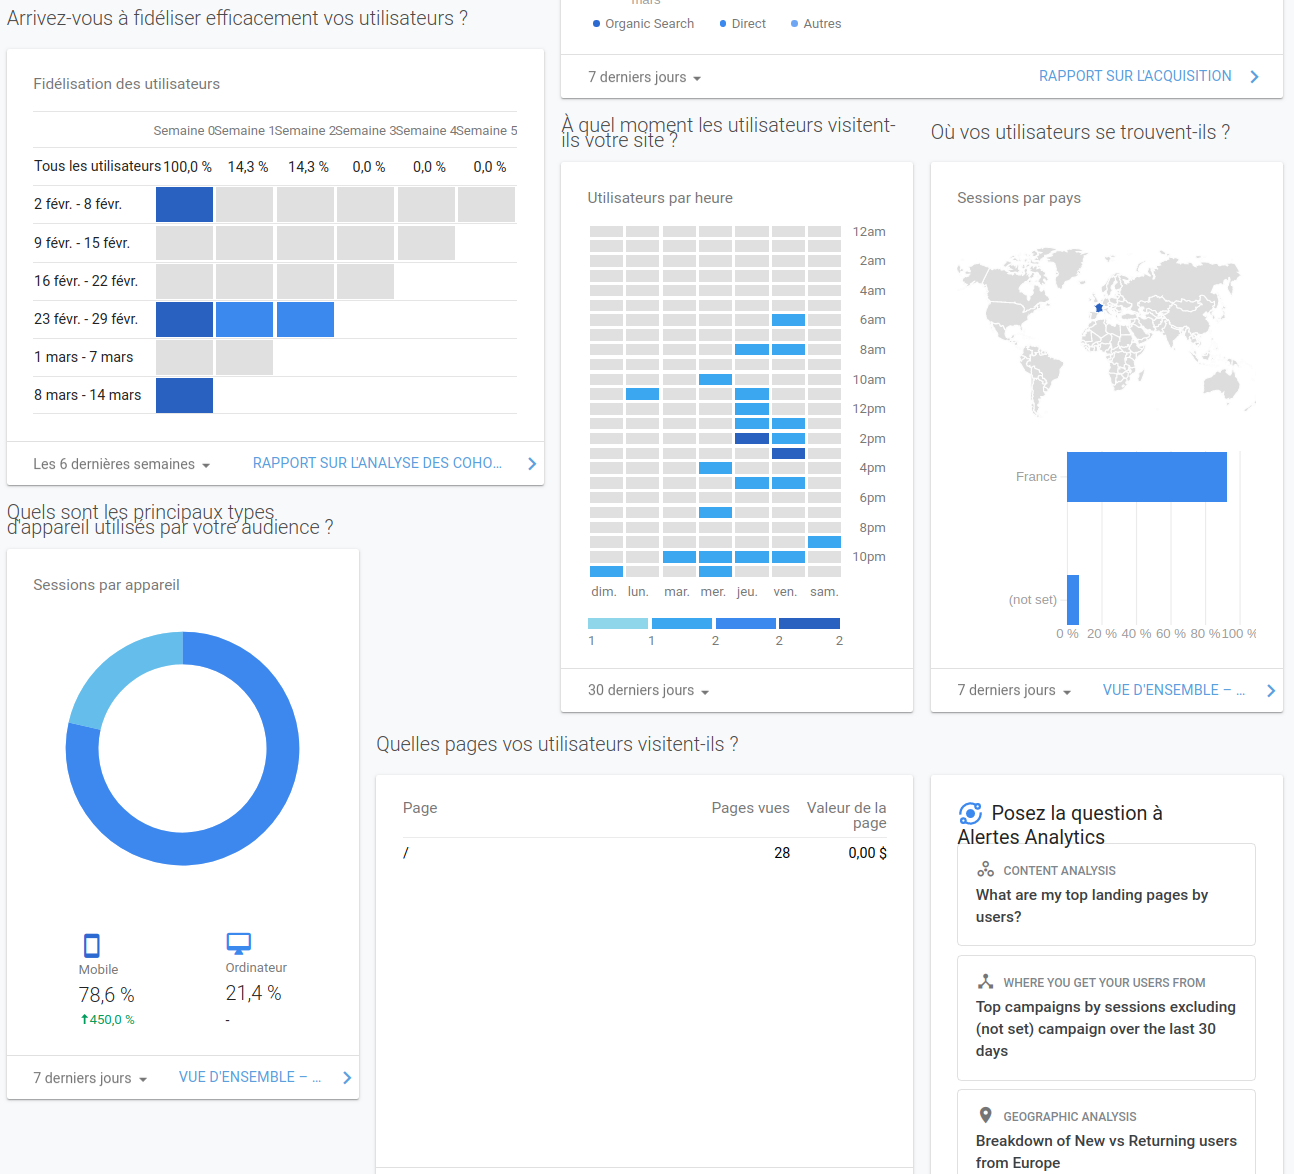 Arrivez-vous à fidéliser efficacement vos utilisateurs ?
Fidélisation des utilisateurs
Semaine 0 Semaine 1 Semaine 2 Semaine 3 Semaine 4 Semaine 5
Tous les utilisateurs 100,0 % 14,3 % 14,3 % 0,0 % 0,0 % 0,0 %
2 févr. - 8 févr.
9 févr. - 15 févr.
16 févr. - 22 févr.
23 févr. - 29 févr.
1 mars - 7 mars
8 mars - 14 mars
Les 6 dernières semaines
RAPPORT SUR L'ANALYSE DES COHO...
Quels sont les principaux types
d'appareil utilisés par votre audience ?
Sessions par appareil
Mobile
78,6 %
450,0 %
Ordinateur
21,4 %
-
7 derniers jours
VUE D'ENSEMBLE – ...
mars
Organic Search Direct Autres
7 derniers jours
RAPPORT SUR L'ACQUISITION
À quel moment les utilisateurs visitent-
ils votre site ?
Utilisateurs par heure
12am
2am
4am
6am
8am
10am
12pm
2pm
4pm
6pm
8pm
10pm
dim. lun. mar. mer. jeu. ven. sam.
1 1 2 2 2
30 derniers jours
Où vos utilisateurs se trouvent-ils ?
Sessions par pays
France
(not set)
0 % 20 % 40 % 60 % 80 % 100 %
7 derniers jours
VUE D'ENSEMBLE – ...
Quelles pages vos utilisateurs visitent-ils ?
Page Pages vues Valeur de la
page
/ 28 0,00 $
Posez la question à
Alertes Analytics
CONTENT ANALYSIS
What are my top landing pages by
users?
WHERE YOU GET YOUR USERS FROM
Top campaigns by sessions excluding
(not set) campaign over the last 30
days
GEOGRAPHIC ANALYSIS
Breakdown of New vs Returning users
from Europe